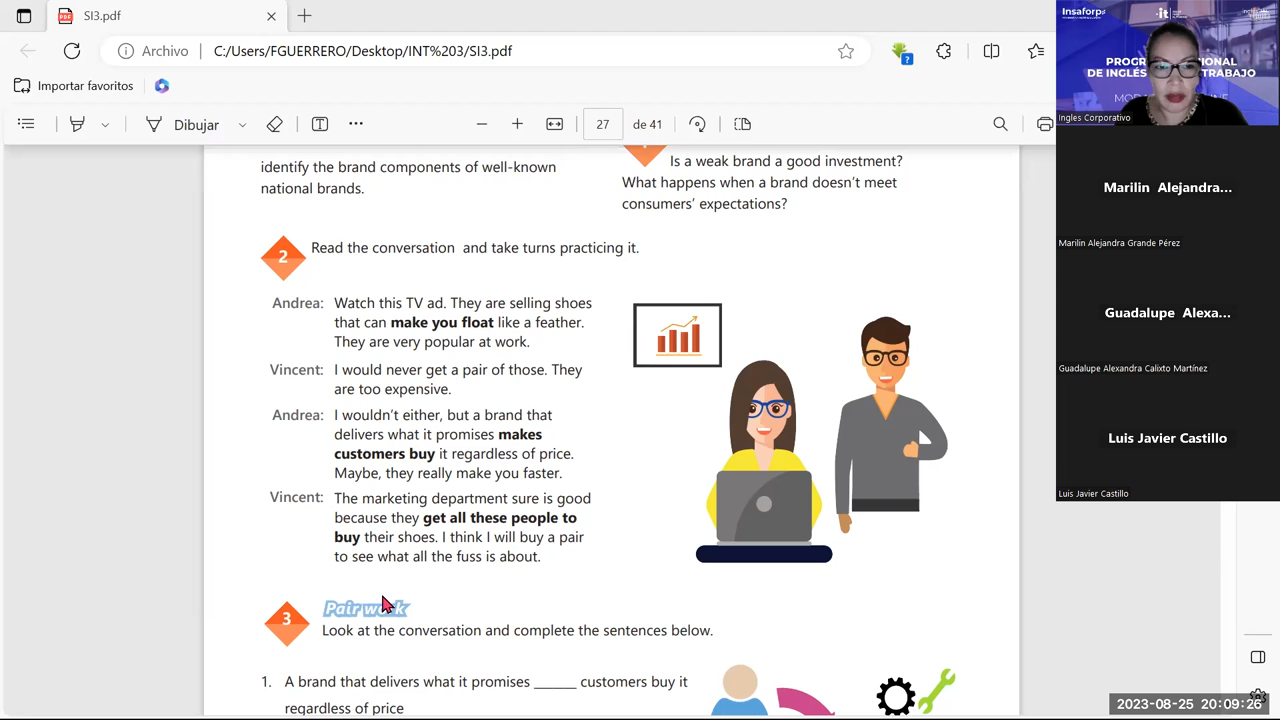 SI3.pdf
Archivo
C:/Users/FGUERRERO/Desktop/INT%203/SI3.pdf
Importar favoritos
Dibujar
27
de 41
identify the brand components of well-known
national brands.
Is a weak brand a good investment?
What happens when a brand doesn't meet
consumers' expectations?
2
Read the conversation and take turns practicing it.
Andrea: Watch this TV ad. They are selling shoes
that can make you float like a feather.
They are very popular at work.
Vincent: I would never get a pair of those. They
are too expensive.
Andrea: I wouldn't either, but a brand that
delivers what it promises makes
customers buy it regardless of price.
Maybe, they really make you faster.
Vincent: The marketing department sure is good
because they get all these people to
buy their shoes. I think I will buy a pair
to see what all the fuss is about.
3
Pair work
Look at the conversation and complete the sentences below.
1. A brand that delivers what it promises ______ customers buy it
regardless of price
Insaforp
DE INGLÉS
TRABAJO
Ingles Corporativo
Marilin Alejandra...
Marilin Alejandra Grande Pérez
Guadalupe Alexa...
Guadalupe Alexandra Calixto Martínez
Luis Javier Castillo
Luis Javier Castillo
2023-08-25 20:09:26